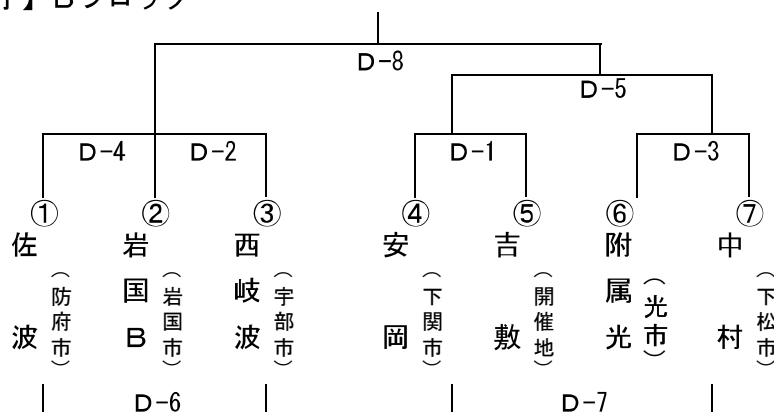 】Bブロック
D-8
D-5
D-4
D-2
D-1
D-3
①
②
③
④
⑤
⑥
⑦
佐波
(防府市)
岩国B
(岩国市)
西岐波
(宇部市)
安岡
(下関市)
吉敷
(開催地)
附属光
(光市)
中村
(下松市)
D-6
D-7